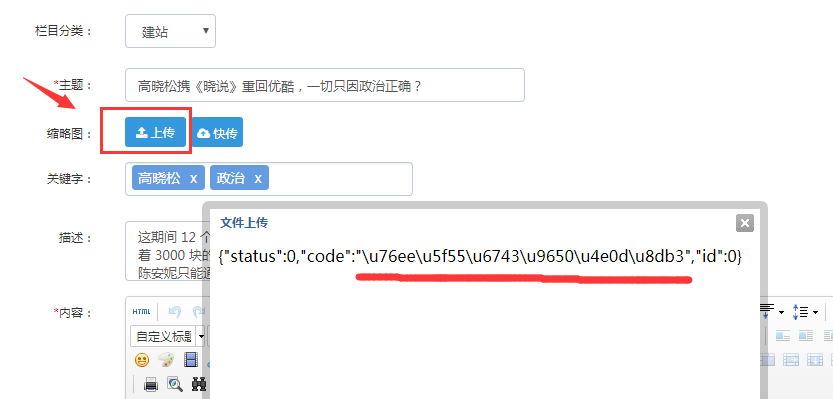 栏目分类：
建站
*主题：
高晓松携《晓说》重回优酷，一切只因政治正确？
缩略图：
上传
快传
关键字：
高晓松 x
政治 x
描述：
这期间 12 个
着 3000 块的
陈安妮只能
文件上传
{"status":0,"code":"\u76ee\u5f55\u6743\u9650\u4e0d\u8db3","id":0}
*内容：
HTML
自定义标题